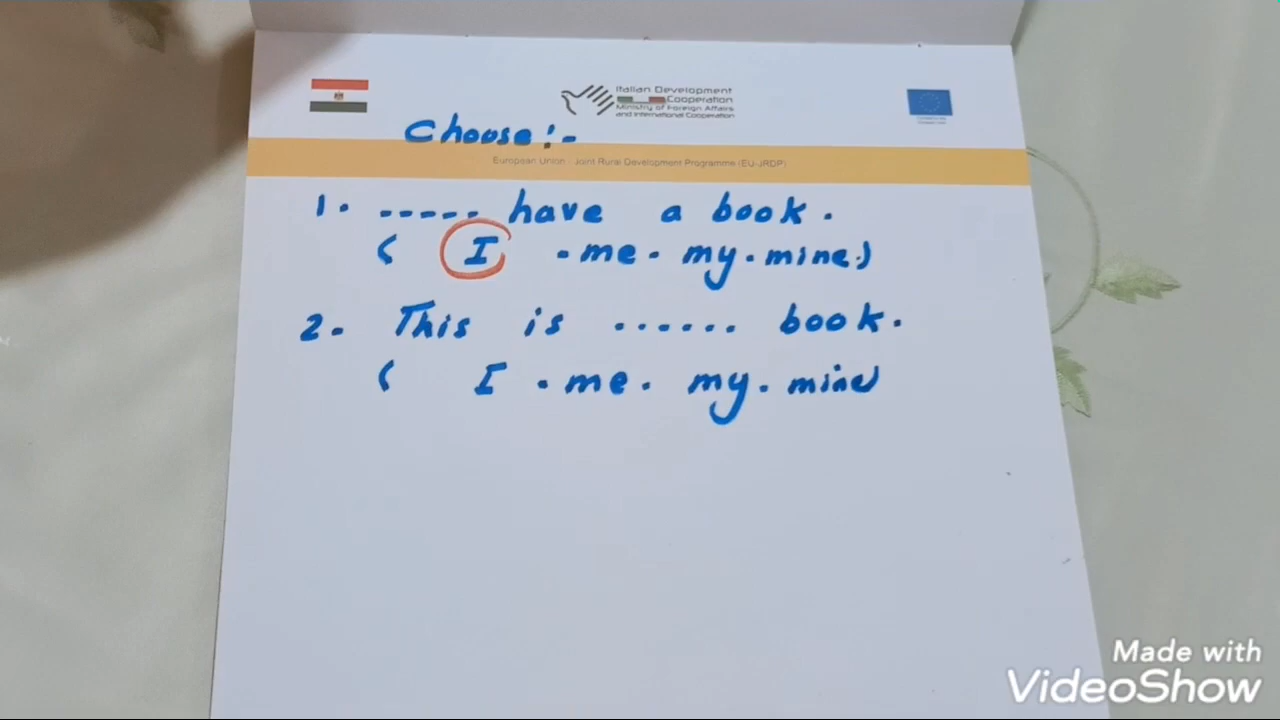 Italian Development
Cooperation
Ministry of Foreign Affairs
and International Cooperation
Choose:-
European Union - Joint Rural Development Programme (EU-JRDP)
1. ----- have a book.
( I . me . my . mine.)
2. This is ...... book.
( I . me . my . mine)
Made with
VideoShow